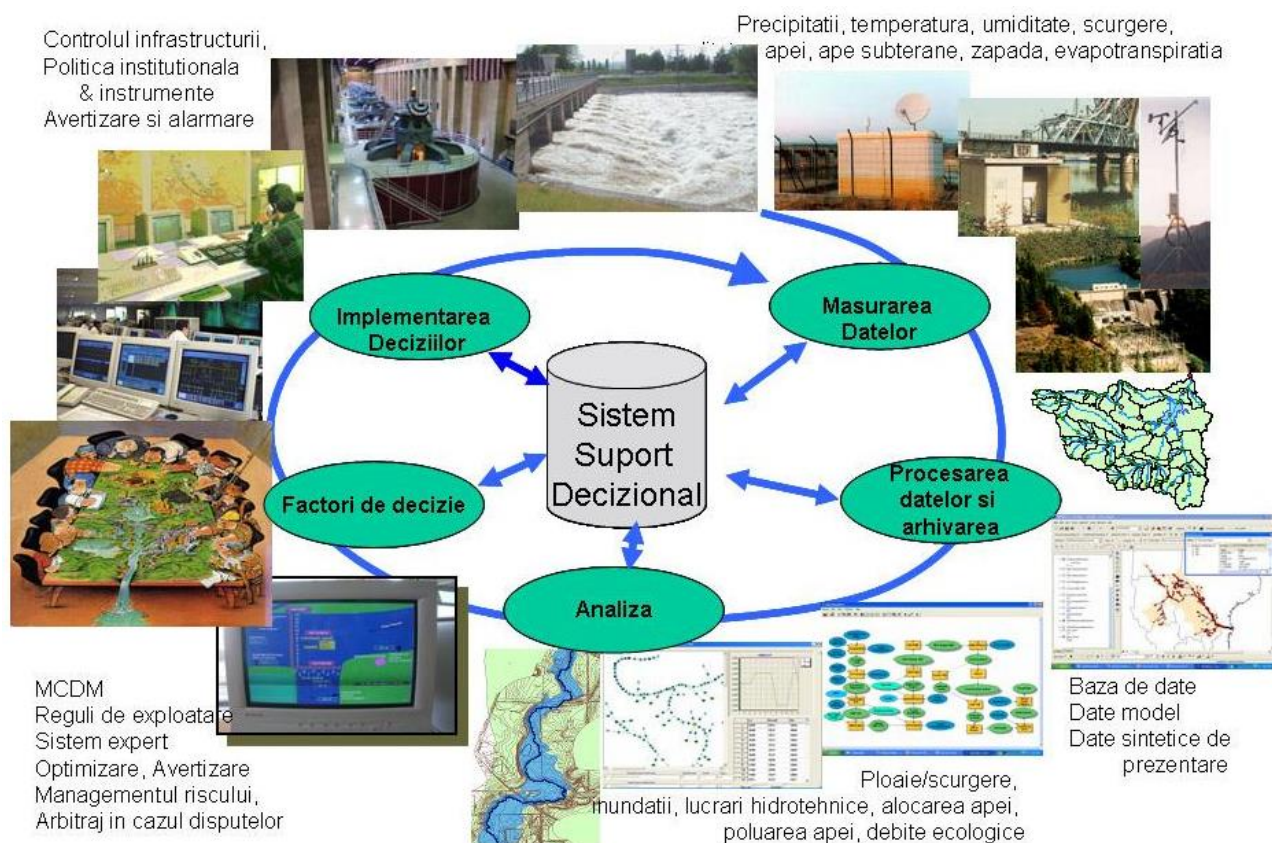 Controlul infrastructurii,
Politica institutionala
& instrumente
Avertizare si alarmare
Precipitatii, temperatura, umiditate, scurgere,
apei, ape subterane, zapada, evapotranspiratia
Implementarea
Deciziilor
Masurarea
Datelor
Sistem
Suport
Decizional
Factori de decizie
Procesarea
datelor si
arhivarea
Analiza
MCDM
Reguli de exploatare
Sistem expert
Optimizare, Avertizare
Managementul riscului,
Arbitraj in cazul disputelor
Baza de date
Date model
Date sintetice de
prezentare
Ploaie/scurgere,
inundatii, lucrari hidrotehnice, alocarea apei,
poluarea apei, debite ecologice